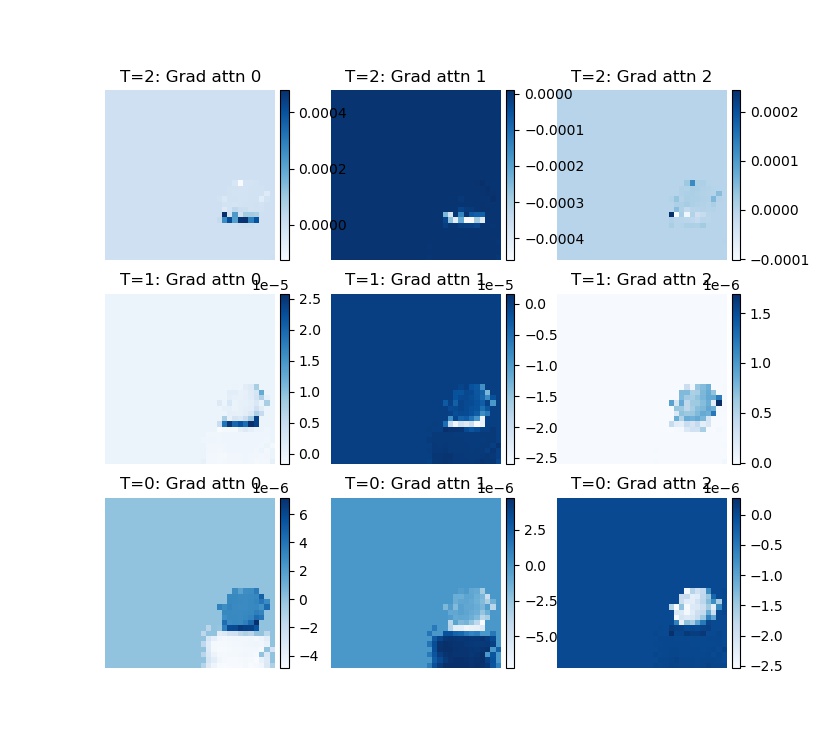 T=2: Grad attn 0
T=2: Grad attn 1
T=2: Grad attn 2
0.0004
0.0002
0.0000
0.0000
−0.0001
−0.0002
−0.0003
−0.0004
0.0002
0.0001
0.0000
−0.0001
T=1: Grad attn 0
1e−5
T=1: Grad attn 1
1e−5
T=1: Grad attn 2
1e−6
2.5
2.0
1.5
1.0
0.5
0.0
0.0
−0.5
−1.0
−1.5
−2.0
−2.5
1.5
1.0
0.5
0.0
T=0: Grad attn 0
1e−6
T=0: Grad attn 1
1e−6
T=0: Grad attn 2
1e−6
6
4
2
0
−2
−4
2.5
0.0
−2.5
−5.0
0.0
−0.5
−1.0
−1.5
−2.0
−2.5